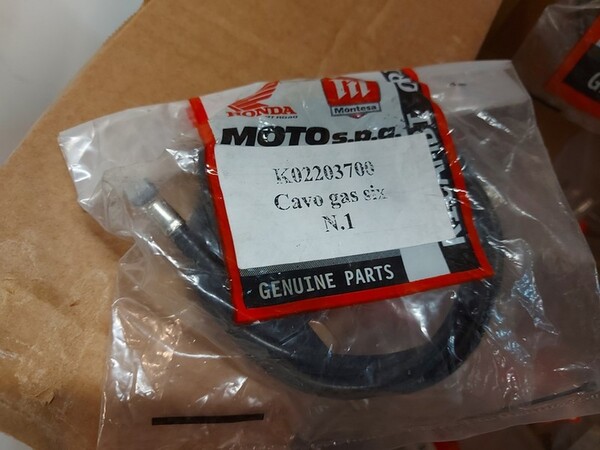 HONDA
Montesa
MOTO s.p.a.
K02203700
Cavo gas six
N.1
GENUINE PARTS